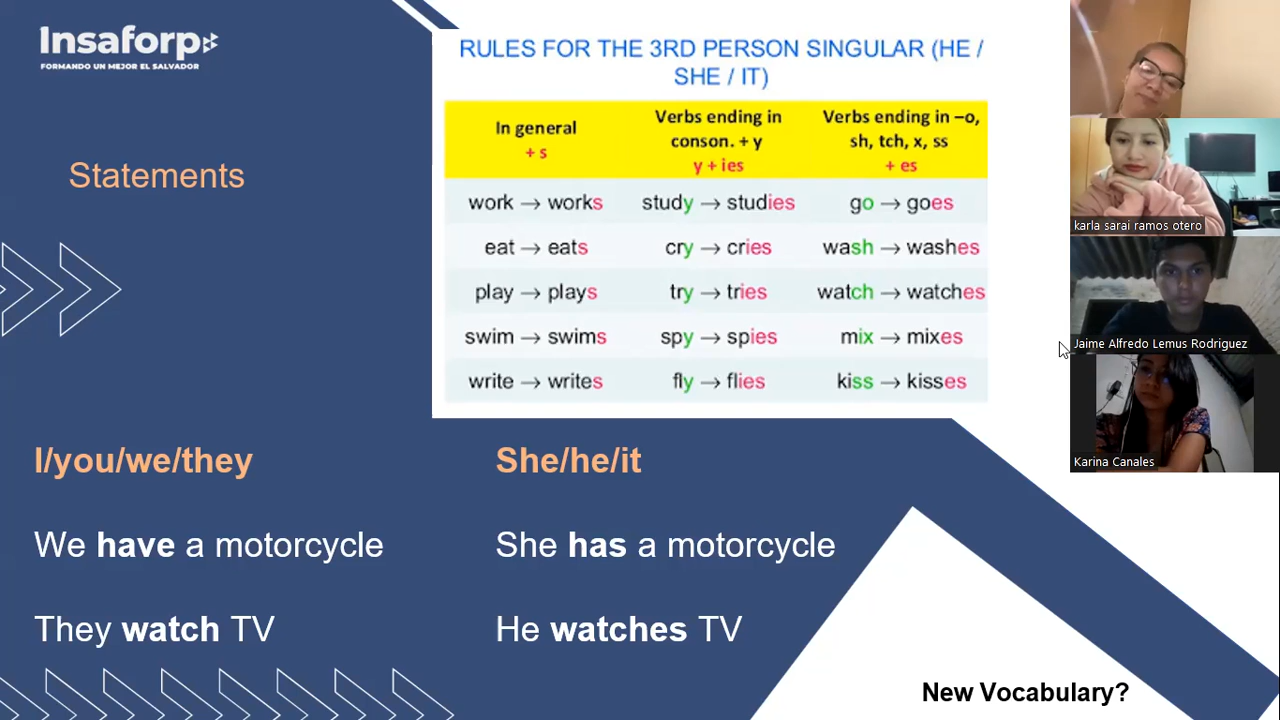 Insaforp
FORMANDO UN MEJOR EL SALVADOR
Statements
RULES FOR THE 3RD PERSON SINGULAR (HE /
SHE / IT)
In general
+ s
Verbs ending in
conson. + y
y + ies
Verbs ending in –o,
sh, tch, x, ss
+ es
work → works
study → studies
go → goes
eat → eats
cry → cries
wash → washes
play → plays
try → tries
watch → watches
swim → swims
spy → spies
mix → mixes
write → writes
fly → flies
kiss → kisses
I/you/we/they
She/he/it
We have a motorcycle
She has a motorcycle
They watch TV
He watches TV
New Vocabulary?
karla sarai ramos otero
Jaime Alfredo Lemus Rodriguez
Karina Canales